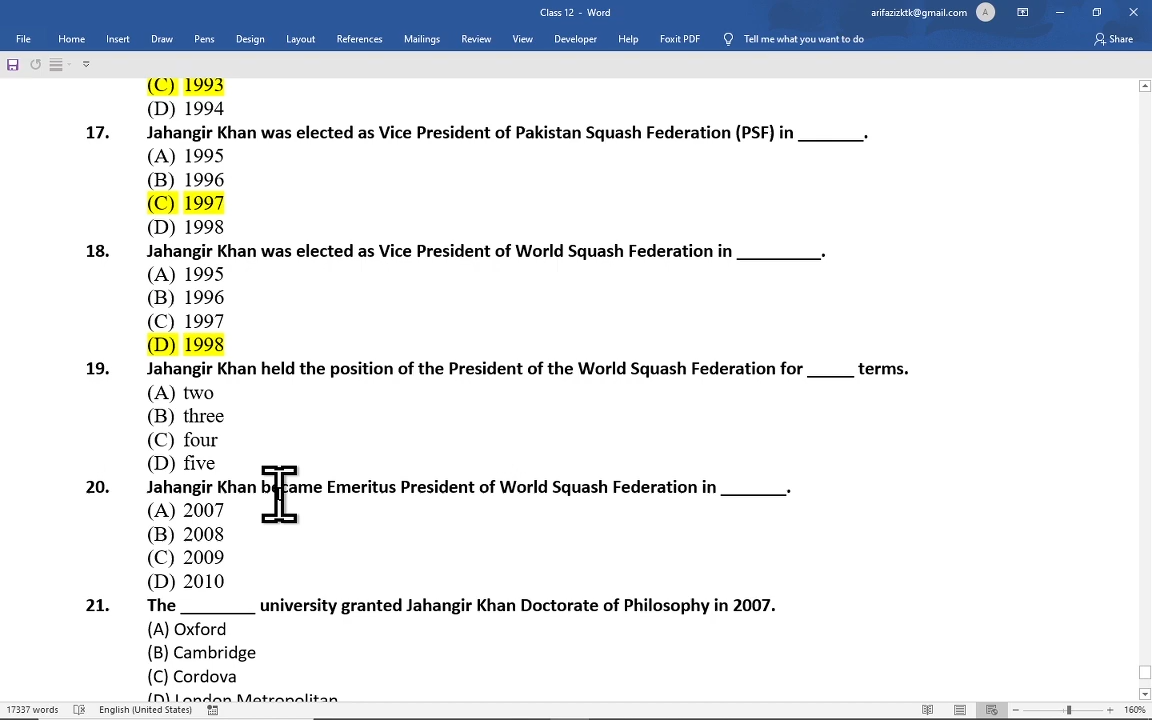 Class 12 - Word
arifazizktk@gmail.com A
File Home Insert Draw Pens Design Layout References Mailings Review View Developer Help Foxit PDF Tell me what you want to do Share
(C) 1993
(D) 1994
17. Jahangir Khan was elected as Vice President of Pakistan Squash Federation (PSF) in _______.
(A) 1995
(B) 1996
(C) 1997
(D) 1998
18. Jahangir Khan was elected as Vice President of World Squash Federation in _________.
(A) 1995
(B) 1996
(C) 1997
(D) 1998
19. Jahangir Khan held the position of the President of the World Squash Federation for _____ terms.
(A) two
(B) three
(C) four
(D) five
20. Jahangir Khan became Emeritus President of World Squash Federation in _______.
(A) 2007
(B) 2008
(C) 2009
(D) 2010
21. The ________ university granted Jahangir Khan Doctorate of Philosophy in 2007.
(A) Oxford
(B) Cambridge
(C) Cordova
(D) London Metropolitan
17337 words English (United States) 160%